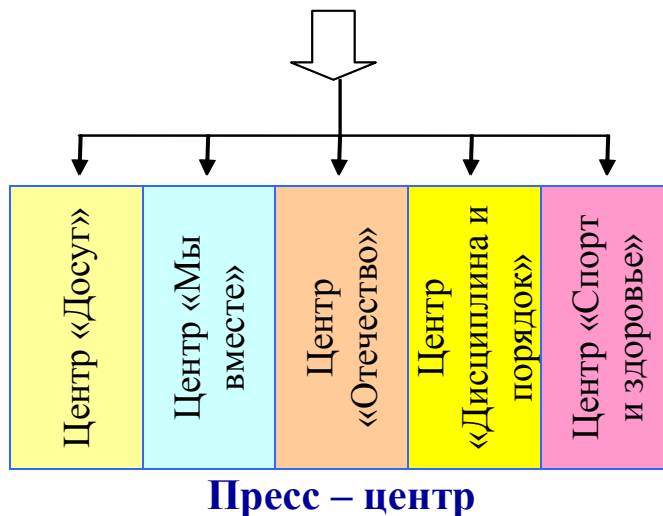 Центр «Досуг»
Центр «Мы
вместе»
Центр
«Отечество»
Центр
«Дисциплина и
порядок»
Центр «Спорт
и здоровье»
Пресс – центр